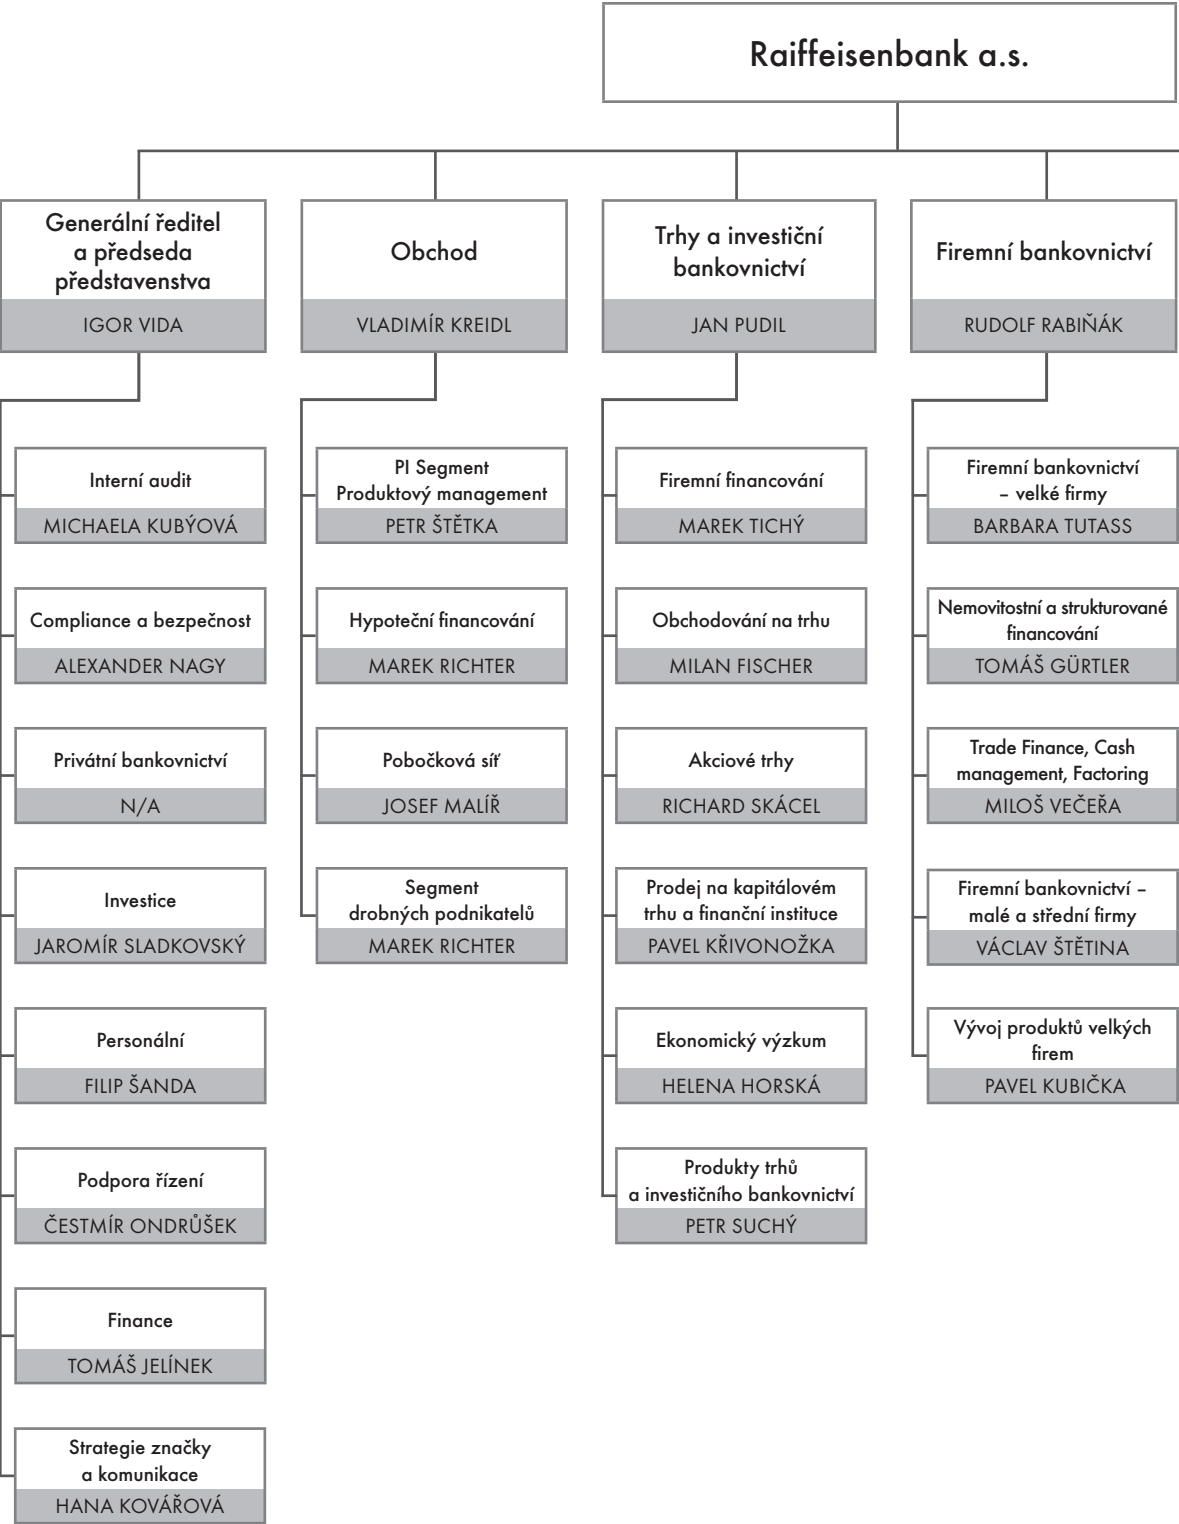 Raiffeisenbank a.s.
Generální ředitel
a předseda
představenstva
IGOR VIDA
Interní audit
MICHAELA KUBÝOVÁ
Compliance a bezpečnost
ALEXANDER NAGY
Privátní bankovnictví
N/A
Investice
JAROMÍR SLADKOVSKÝ
Personální
FILIP ŠANDA
Podpora řízení
ČESTMÍR ONDRŮŠEK
Finance
TOMÁŠ JELÍNEK
Strategie značky
a komunikace
HANA KOVÁŘOVÁ
Obchod
VLADIMÍR KREIDL
PI Segment
Produktový management
PETR ŠTĚTKA
Hypoteční financování
MAREK RICHTER
Pobočková síť
JOSEF MALÍŘ
Segment
drobných podnikatelů
MAREK RICHTER
Trhy a investiční
bankovnictví
JAN PUDIL
Firemní financování
MAREK TICHÝ
Obchodování na trhu
MILAN FISCHER
Akciové trhy
RICHARD SKÁCEL
Prodej na kapitálovém
trhu a finanční instituce
PAVEL KŘIVONOŽKA
Ekonomický výzkum
HELENA HORSKÁ
Produkty trhů
a investičního bankovnictví
PETR SUCHÝ
Firemní bankovnictví
RUDOLF RABIŇÁK
Firemní bankovnictví
– velké firmy
BARBARA TUTASS
Nemovitostní a strukturované
financování
TOMÁŠ GÜRTLER
Trade Finance, Cash
management, Factoring
MILOŠ VEČEŘA
Firemní bankovnictví –
malé a střední firmy
VÁCLAV ŠTĚTINA
Vývoj produktů velkých
firem
PAVEL KUBIČKA